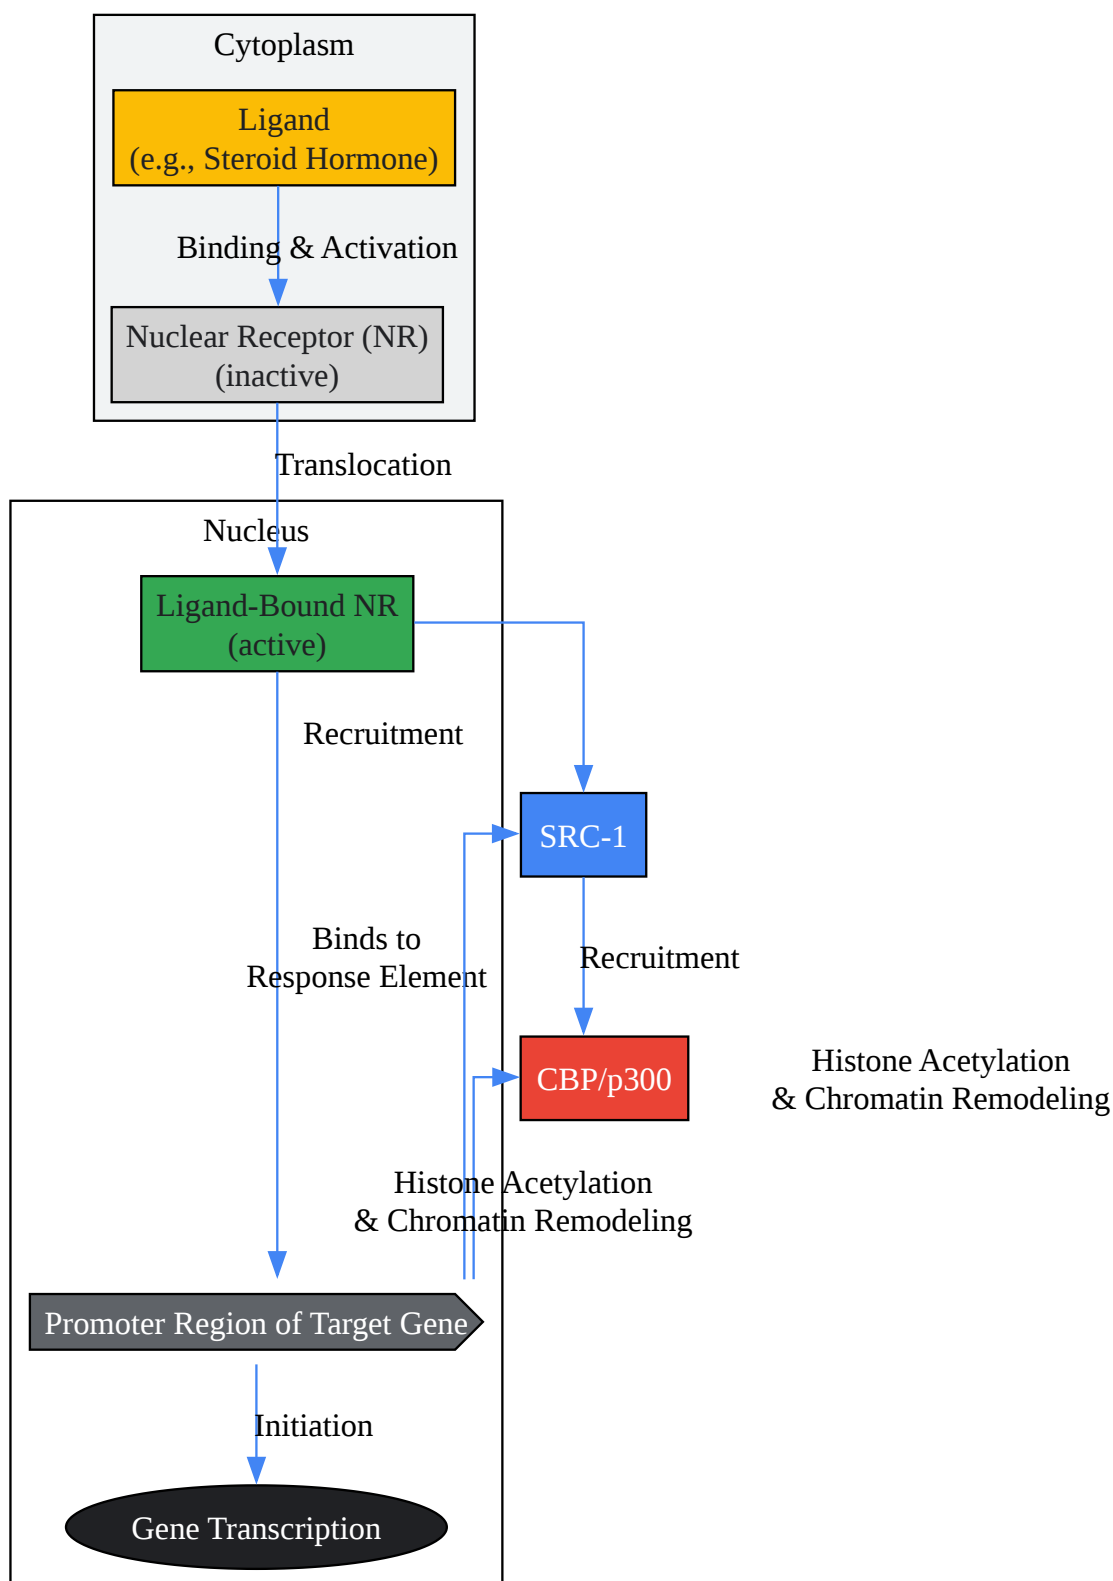 Cytoplasm
Ligand
(e.g., Steroid Hormone)
Binding & Activation
Nuclear Receptor (NR)
(inactive)
Translocation
Nucleus
Ligand-Bound NR
(active)
Recruitment
SRC-1
Binds to
Response Element
Recruitment
CBP/p300
Histone Acetylation
& Chromatin Remodeling
Histone Acetylation
& Chromatin Remodeling
Promoter Region of Target Gene
Initiation
Gene Transcription